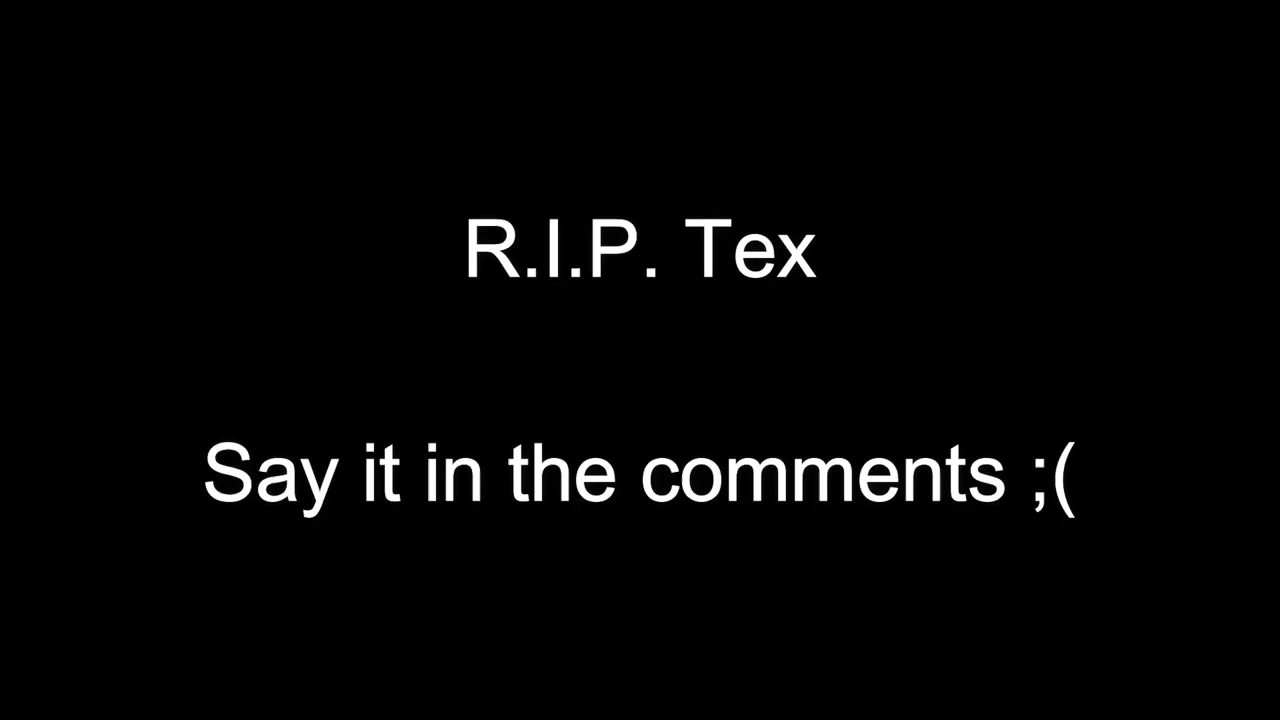 R.I.P. Tex
Say it in the comments ;(